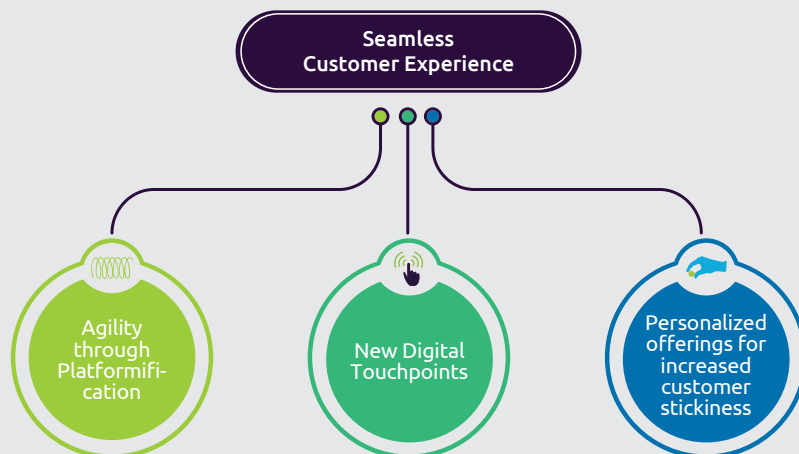 Seamless
Customer Experience
Agility
through
Platformifi-
cation
New Digital
Touchpoints
Personalized
offerings for
increased
customer
stickiness